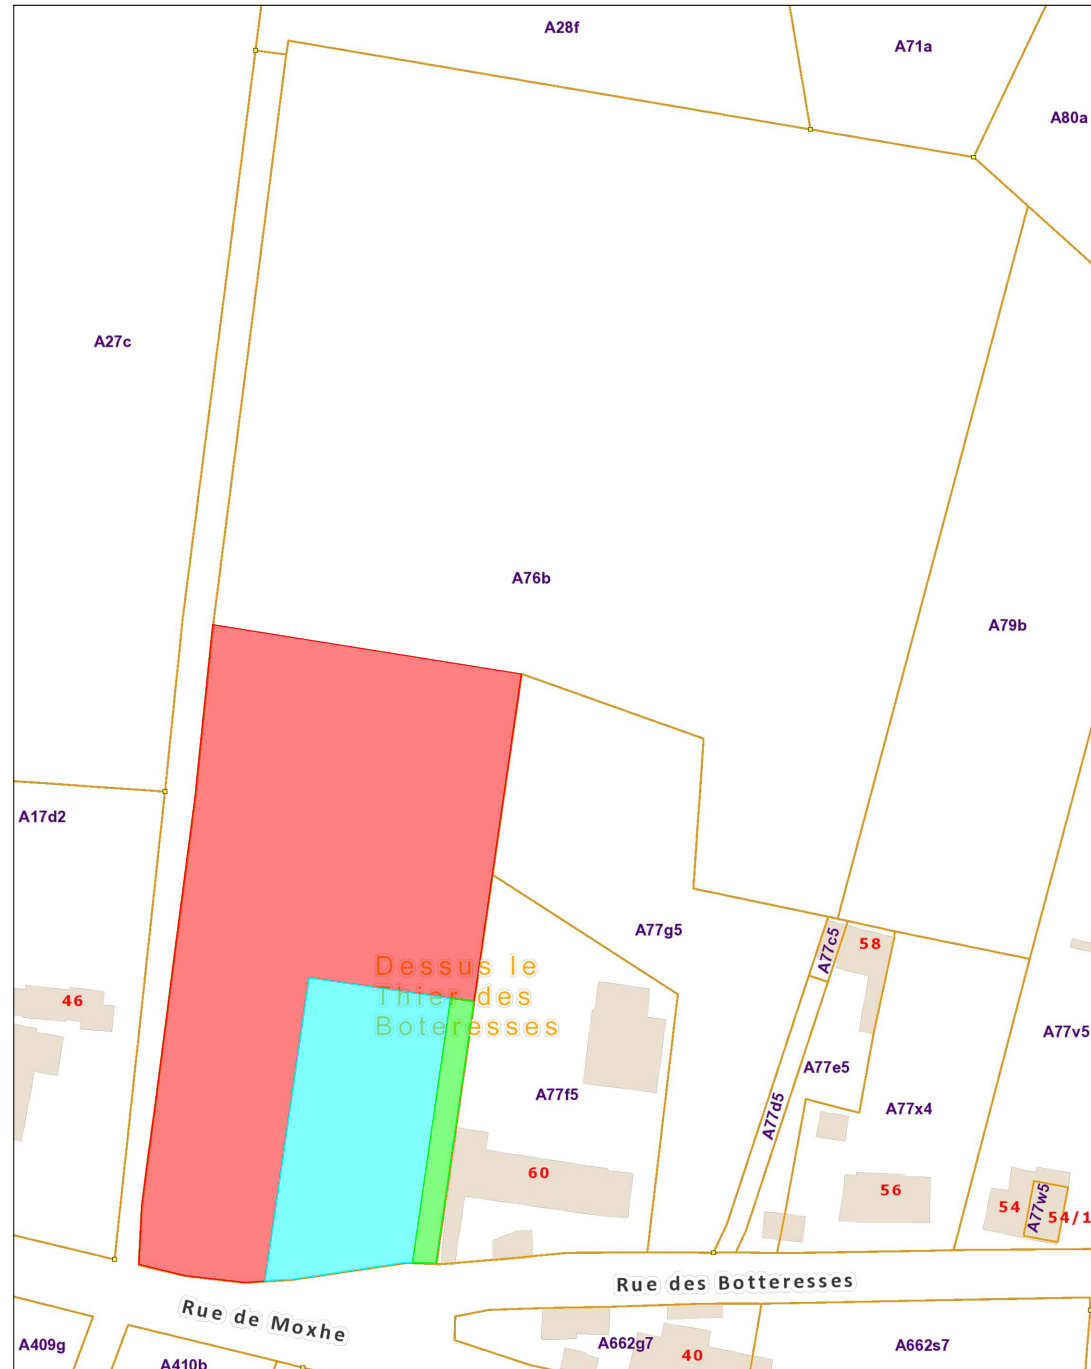 A28f
A71a
A80a
A27c
A76b
A79b
A17d2
A77g5
A77c5
58
Dessus le
Thier des
Boteresses
46
A77v5
A77e5
A77f5
A77d5
A77x4
60
56
54
A77w5
54/1
Rue des Botteresses
Rue de Moxhe
A409g
A410b
A662g7
40
A662s7